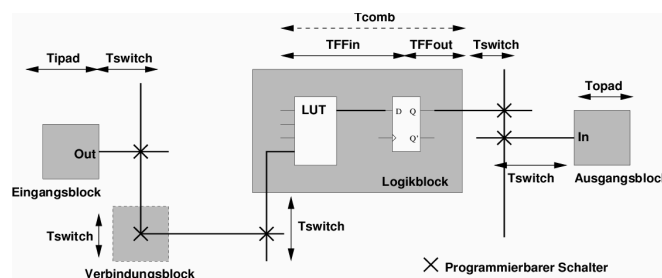 Tcomb
Tipad Tswitch TFFin TFFout Tswitch
Topad
LUT D Q
Out Q' In
Eingangsblock Logikblock Ausgangsblock
Tswitch
Tswitch Tswitch
Verbindungsblock Programmierbarer Schalter